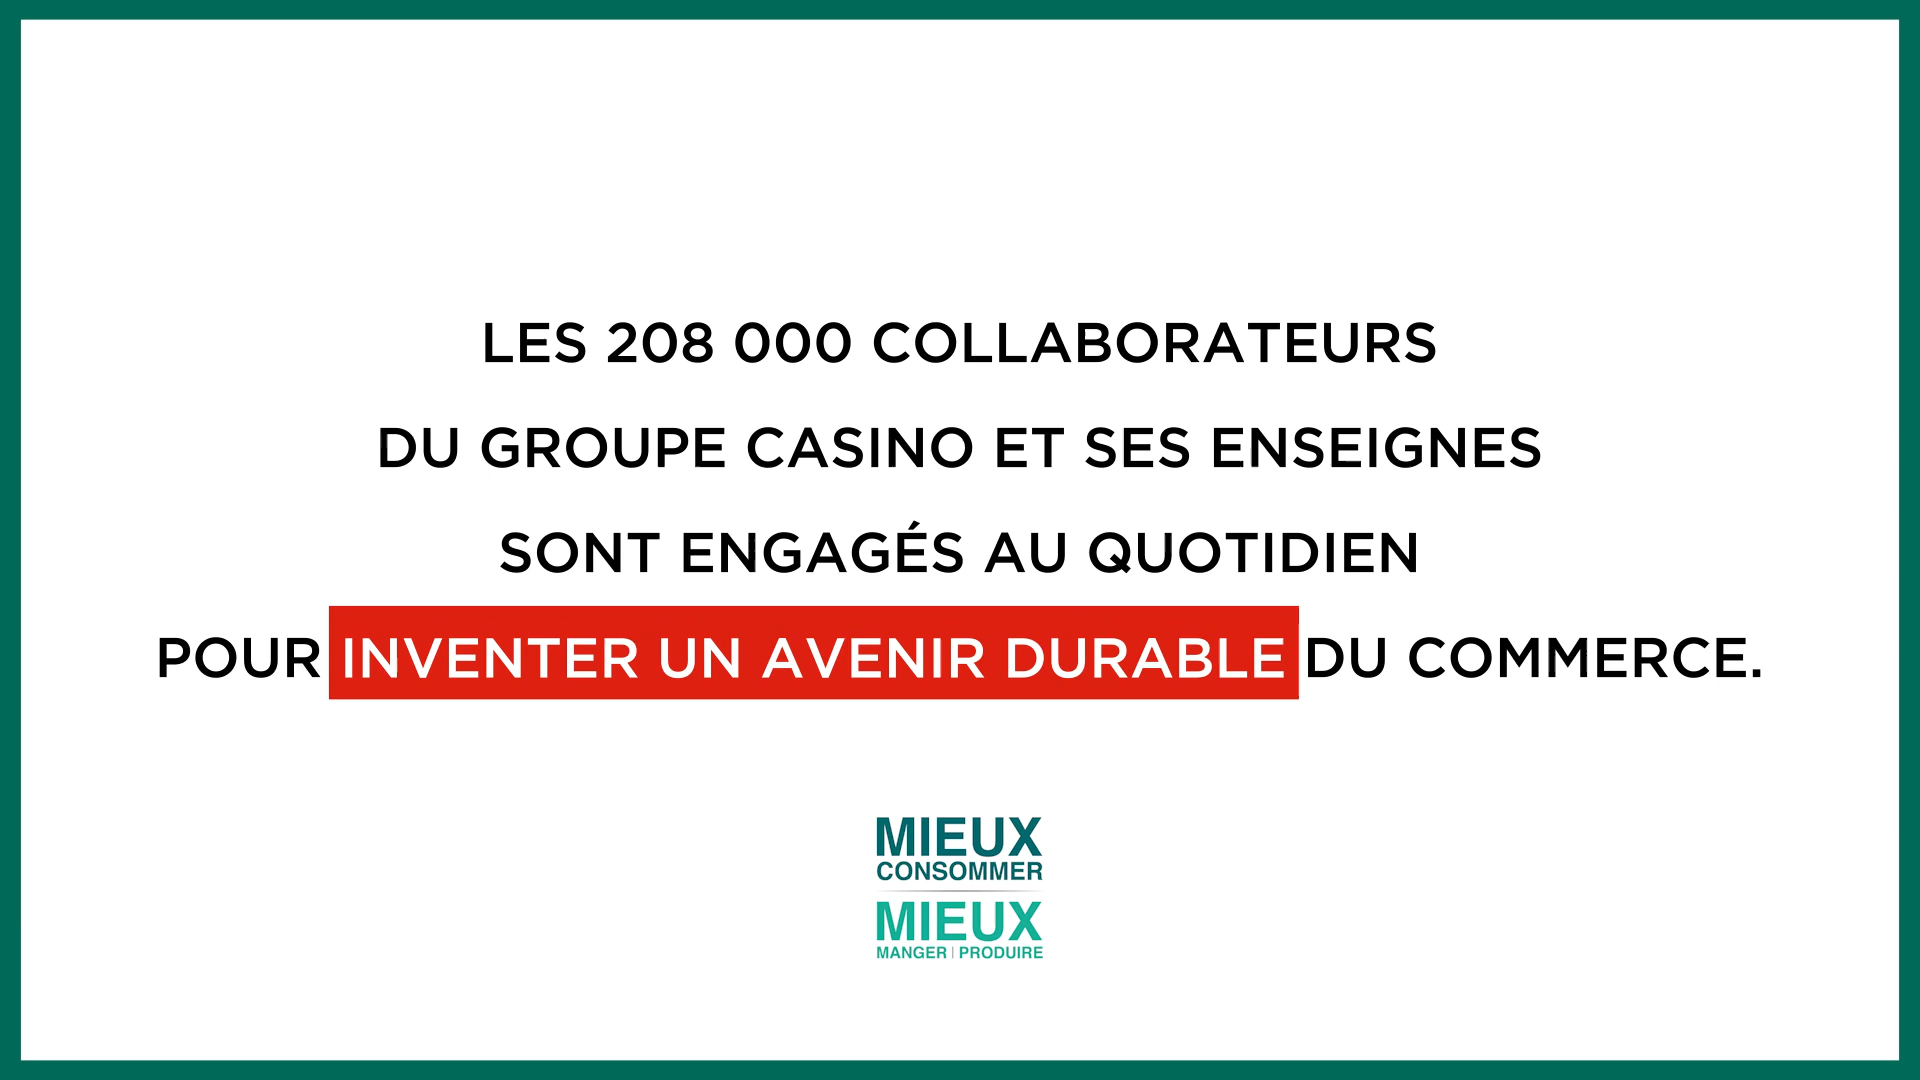 LES 208 000 COLLABORATEURS
DU GROUPE CASINO ET SES ENSEIGNES
SONT ENGAGÉS AU QUOTIDIEN
POUR INVENTER UN AVENIR DURABLE DU COMMERCE.
MIEUX
CONSOMMER
MIEUX
MANGER | PRODUIRE